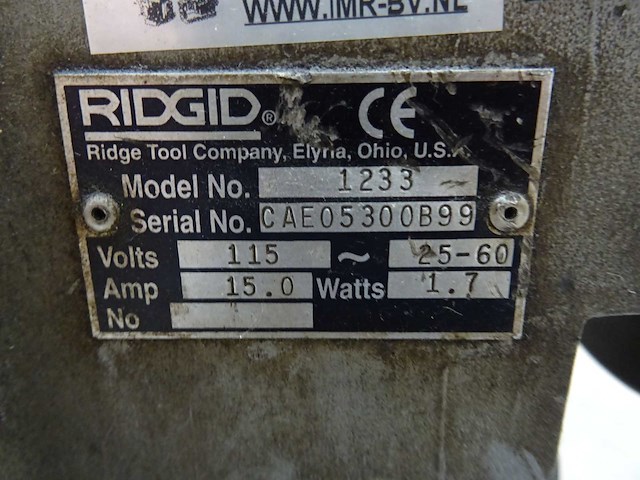 WWW.IMR-BV.NL
RIDGID® CE
Ridge Tool Company, Elyria, Ohio, U.S.A
Model No. 1233
Serial No. CAE05300B99
Volts 115 ~ 25-60
Amp 15.0 Watts 1.7
No